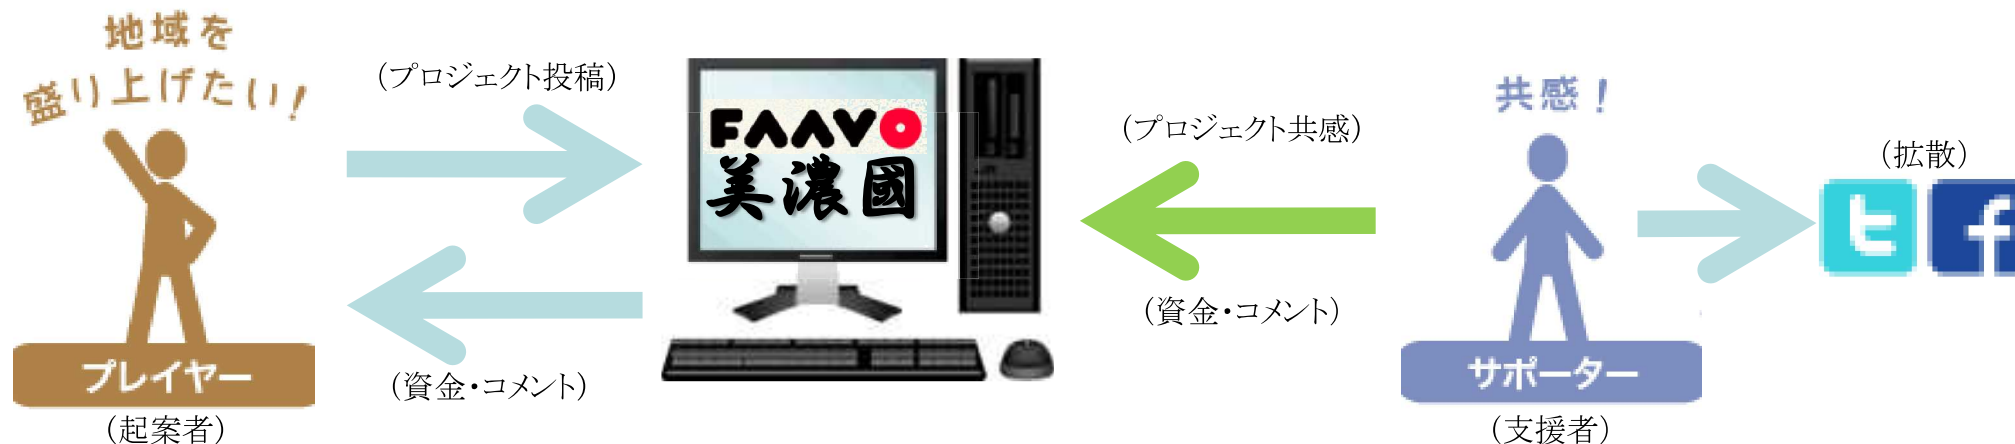 地域を
盛り上げたい!
(プロジェクト投稿)
FAAVO
美濃國
(プロジェクト共感)
共感!
(拡散)
(資金・コメント)
プレイヤー
(資金・コメント)
サポーター
(起案者)
(支援者)